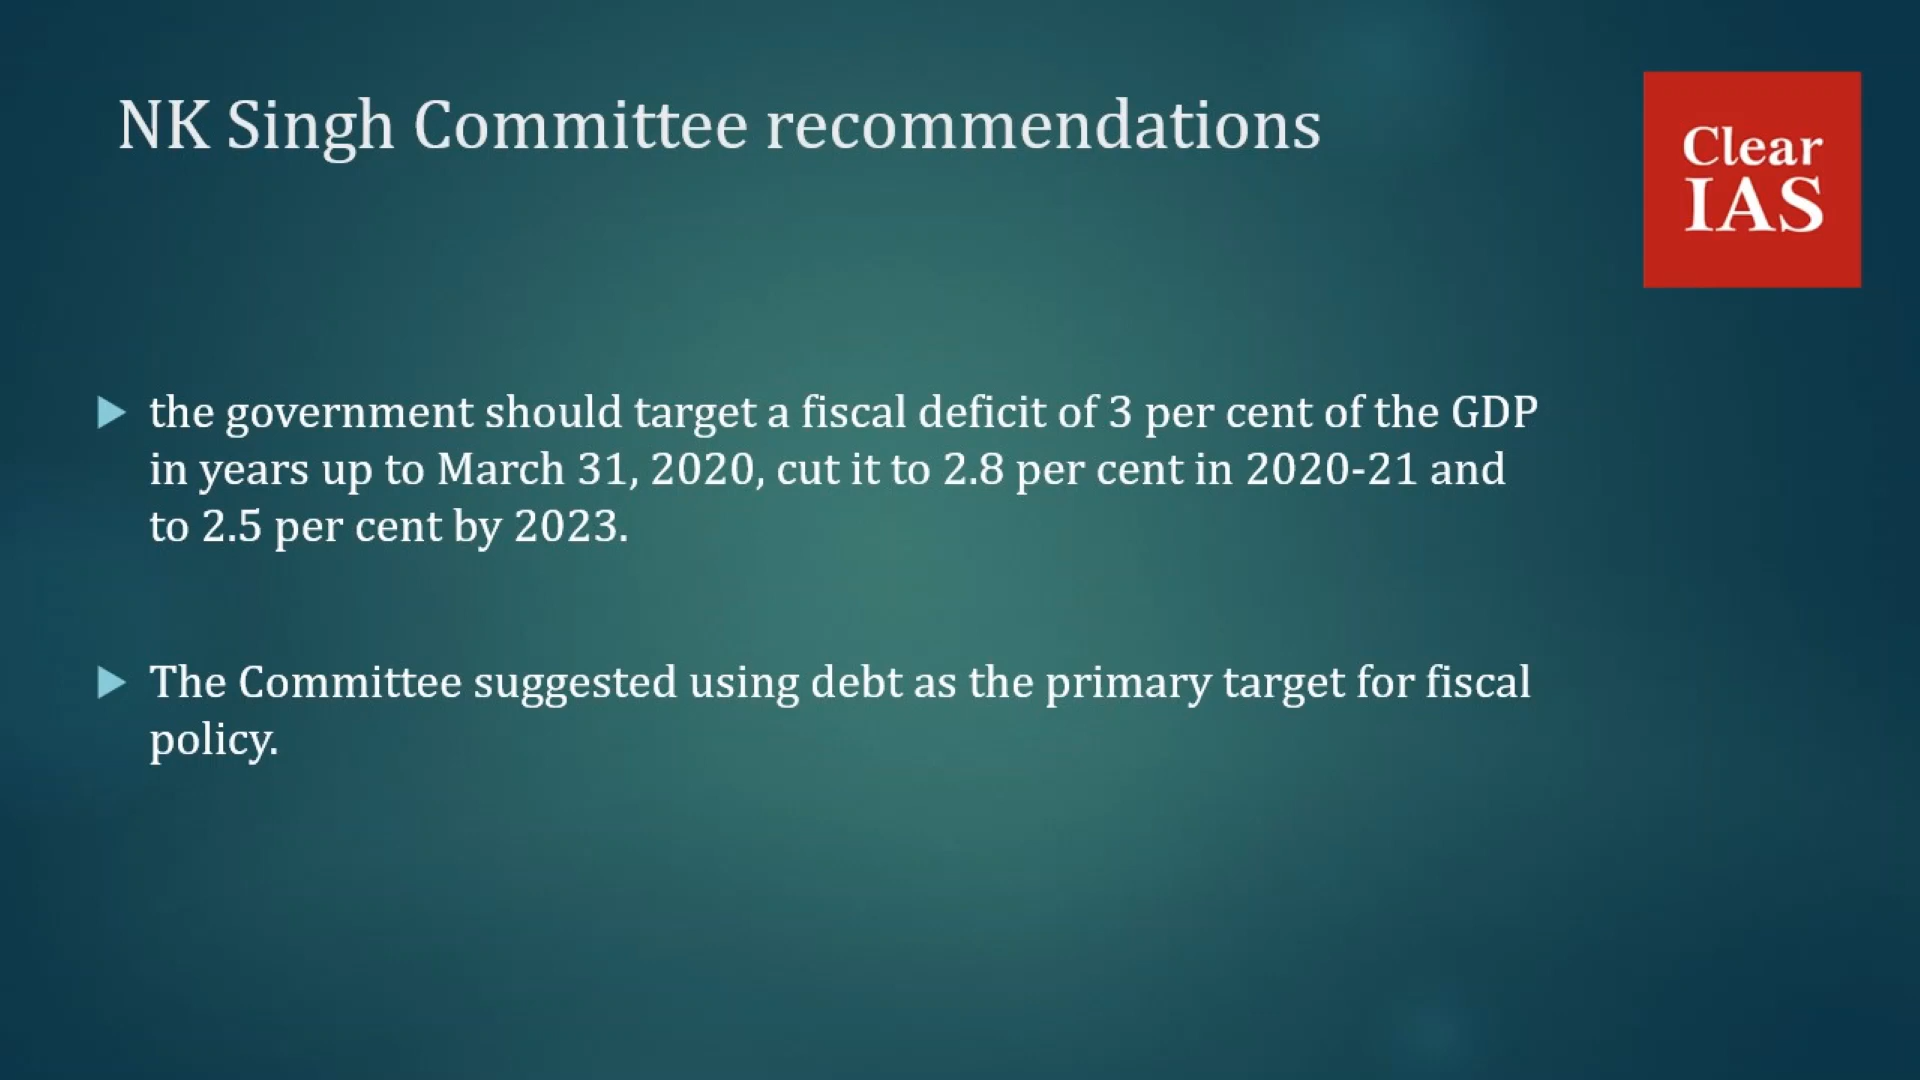 NK Singh Committee recommendations
Clear
IAS
the government should target a fiscal deficit of 3 per cent of the GDP
in years up to March 31, 2020, cut it to 2.8 per cent in 2020-21 and
to 2.5 per cent by 2023.
The Committee suggested using debt as the primary target for fiscal
policy.